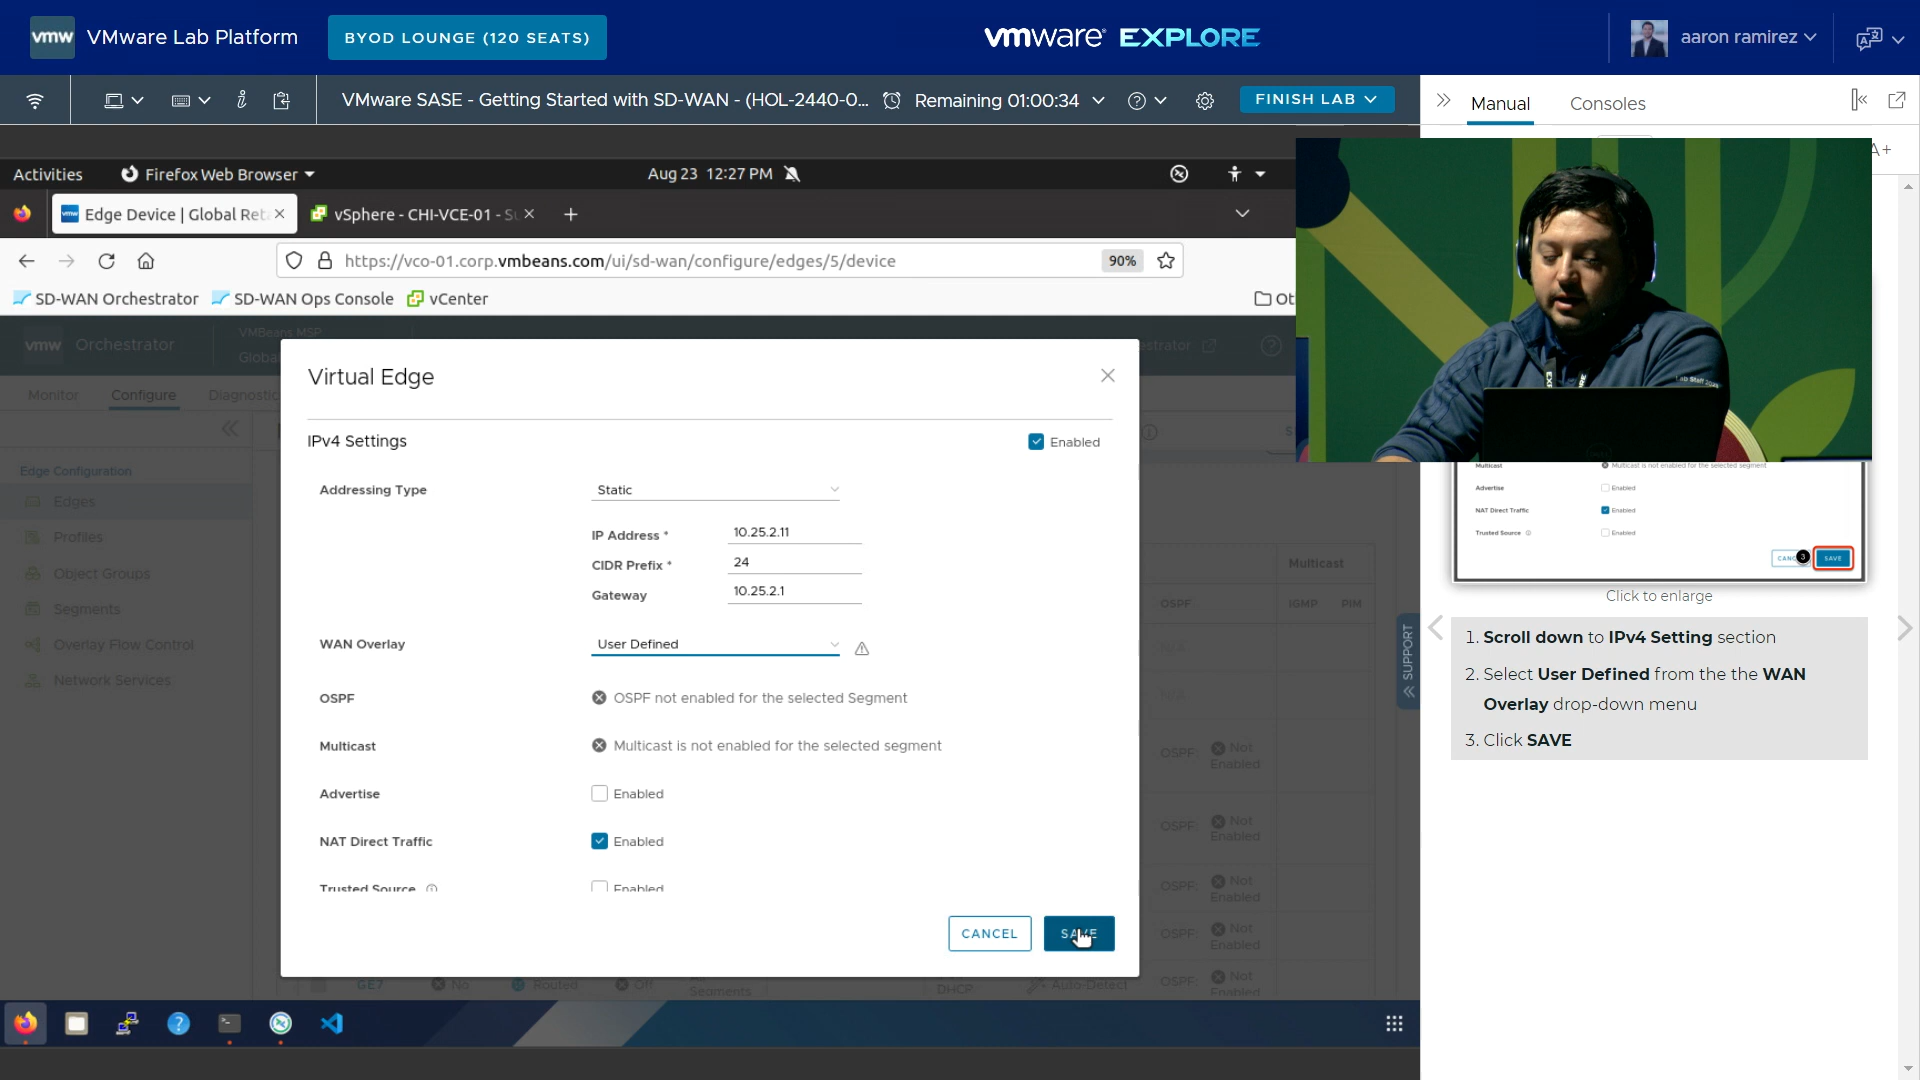 vmw VMware Lab Platform
BYOD LOUNGE (120 SEATS)
vmware EXPLORE
aaron ramirez
VMware SASE - Getting Started with SD-WAN - (HOL-2440-0...
Remaining 01:00:34
FINISH LAB
Manual
Consoles
A+
Activities
Firefox Web Browser
Aug 23 12:27 PM
vmw Edge Device | Global Reta
vSphere - CHI-VCE-01 - S
https://vco-01.corp.vmbeans.com/ui/sd-wan/configure/edges/5/device
90%
SD-WAN Orchestrator
SD-WAN Ops Console
vCenter
Ot
vmw Orchestrator
VMBeans MSP
Global
estrator
Monitor
Configure
Diagnostic
Edge Configuration
Edges
Profiles
Object Groups
Segments
Overlay Flow Control
Network Services
Virtual Edge
IPv4 Settings
Enabled
Addressing Type
Static
IP Address *
10.25.2.11
CIDR Prefix *
24
Gateway
10.25.2.1
WAN Overlay
User Defined
OSPF
OSPF not enabled for the selected Segment
Multicast
Multicast is not enabled for the selected segment
Advertise
Enabled
NAT Direct Traffic
Enabled
Trusted Source
Enabled
CANCEL
SAVE
Multicast
OSPF
IGMP
PIM
OSPF: Not Enabled
OSPF: Not Enabled
OSPF: Not Enabled
OSPF: Not Enabled
OSPF: Not Enabled
GE7
No
Routed
Off
Segments
DHCP
Auto-Detect
SUPPORT
Multicast
Multicast is not enabled for the selected segment
Advertise
Enabled
NAT Direct Traffic
Enabled
Trusted Source
Enabled
CANC
3
SAVE
Click to enlarge
1. Scroll down to IPv4 Setting section
2. Select User Defined from the the WAN
Overlay drop-down menu
3. Click SAVE